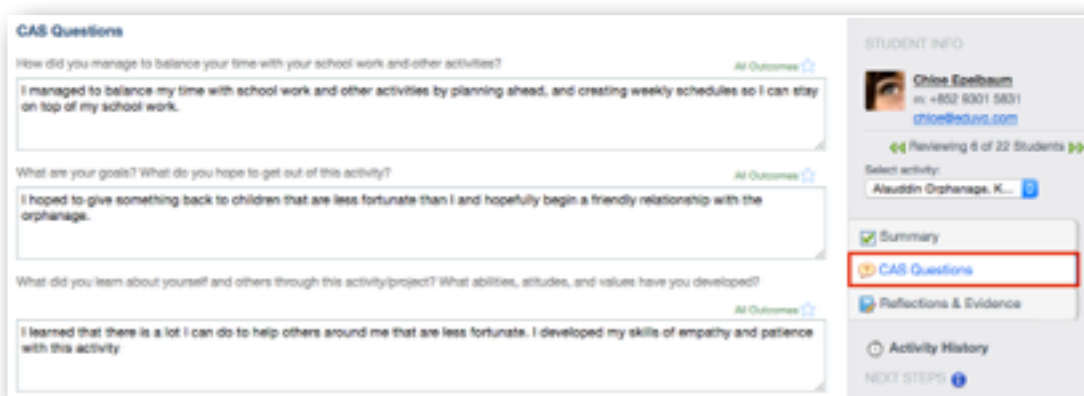 CAS Questions
How did you manage to balance your time with your school work and other activities?
All Outcomes
I managed to balance my time with school work and other activities by planning ahead, and creating weekly schedules so I can stay
on top of my school work.
What are your goals? What do you hope to get out of this activity?
All Outcomes
I hoped to give something back to children that are less fortunate than I and hopefully begin a friendly relationship with the
orphanage.
What did you learn about yourself and others through this activity/project? What abilities, atitudes, and values have you developed?
All Outcomes
I learned that there is a lot I can do to help others around me that are less fortunate. I developed my skills of empathy and patience
with this activity
STUDENT INFO
Chloe Epelbaum
m: +852 9301 5831
chloe@eduvo.com
Reviewing 6 of 22 Students
Select activity:
Alauddin Orphanage, K...
Summary
CAS Questions
Reflections & Evidence
Activity History
NEXT STEPS